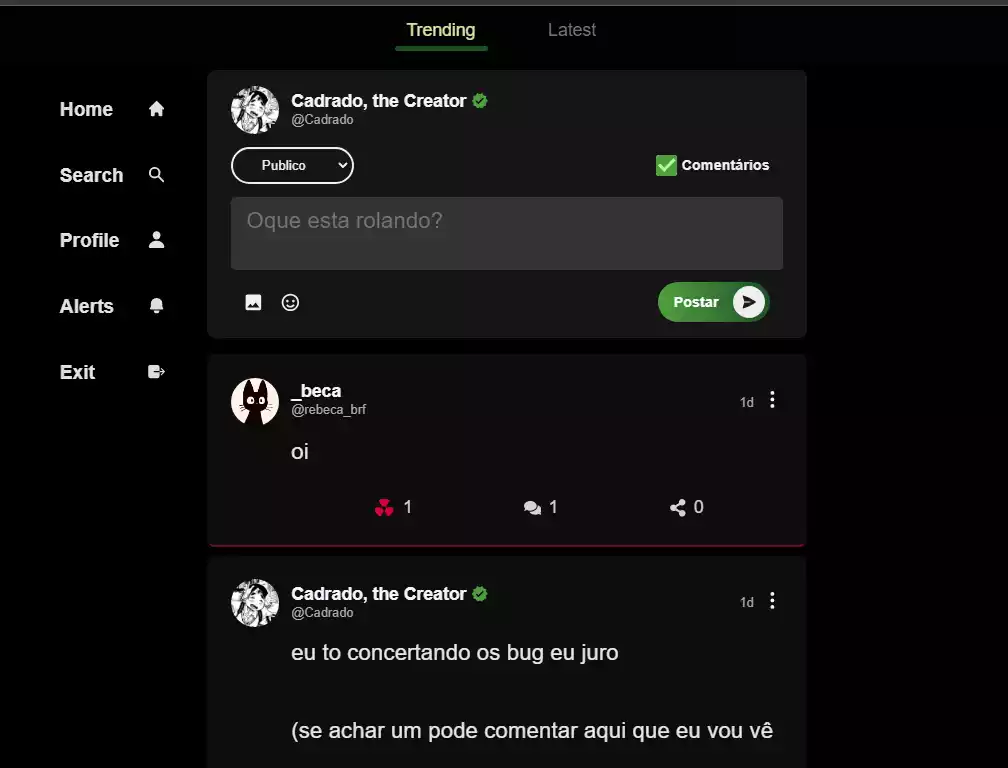 Trending
Latest
Home
Search
Profile
Alerts
Exit
Cadrado, the Creator
@Cadrado
Publico
Comentários
Oque esta rolando?
Postar
_beca
@rebeca_brf
1d
oi
1
1
0
Cadrado, the Creator
@Cadrado
1d
eu to concertando os bug eu juro
(se achar um pode comentar aqui que eu vou vê